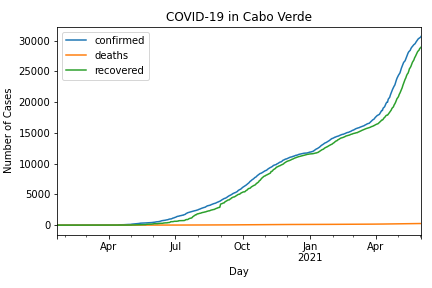 COVID-19 in Cabo Verde
confirmed
deaths
recovered
30000
25000
20000
15000
10000
5000
0
Number of Cases
Apr
Jul
Oct
Jan
2021
Apr
Day